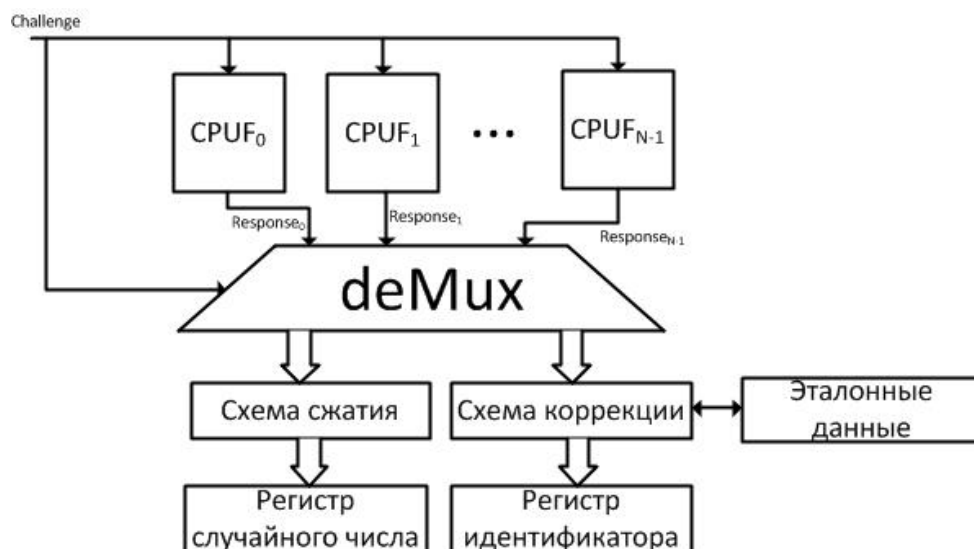 Challenge
CPUF0
CPUF1
...
CPUFN-1
Response0
Response1
ResponseN-1
deMux
Схема сжатия
Схема коррекции
Эталонные
данные
Регистр
случайного числа
Регистр
идентификатора